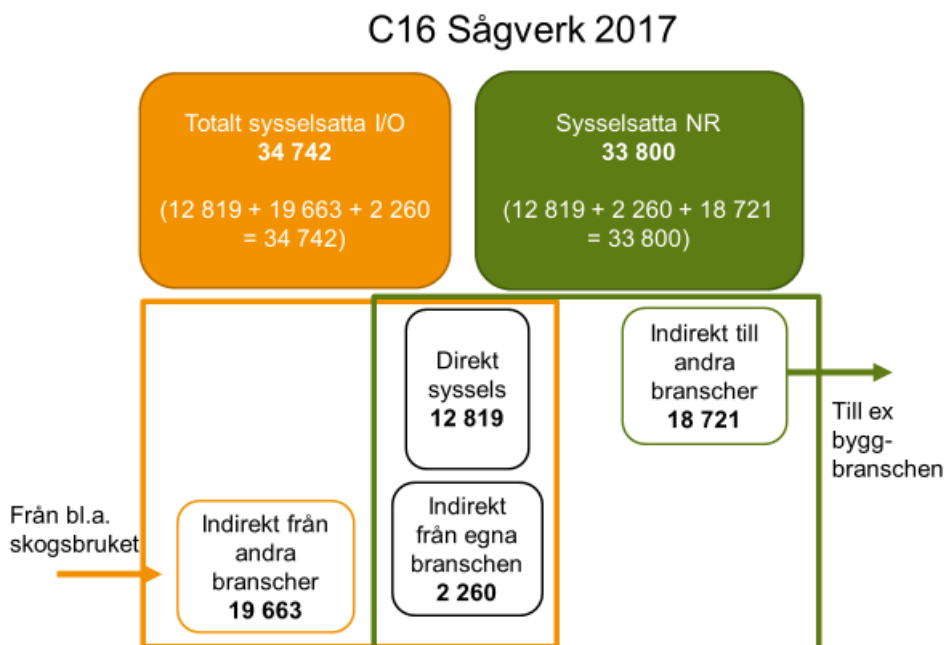 C16 Sågverk 2017
Totalt sysselsatta I/O
34 742
(12 819 + 19 663 + 2 260
= 34 742)
Sysselsatta NR
33 800
(12 819 + 2 260 + 18 721
= 33 800)
Direkt
syssels
12 819
Indirekt till
andra
branscher
18 721
Till ex
bygg-
branschen
Från bl.a.
skogsbruket
Indirekt från
andra
branscher
19 663
Indirekt
från egna
branschen
2 260